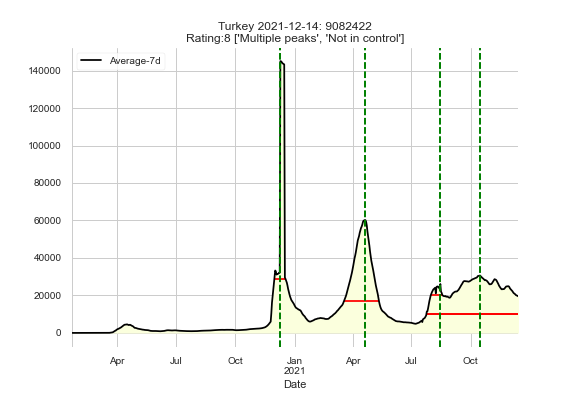 Turkey 2021-12-14: 9082422
Rating:8 ['Multiple peaks', 'Not in control']
Average-7d
140000
120000
100000
80000
60000
40000
20000
0
Apr Jul Oct Jan Apr Jul Oct
2021
Date